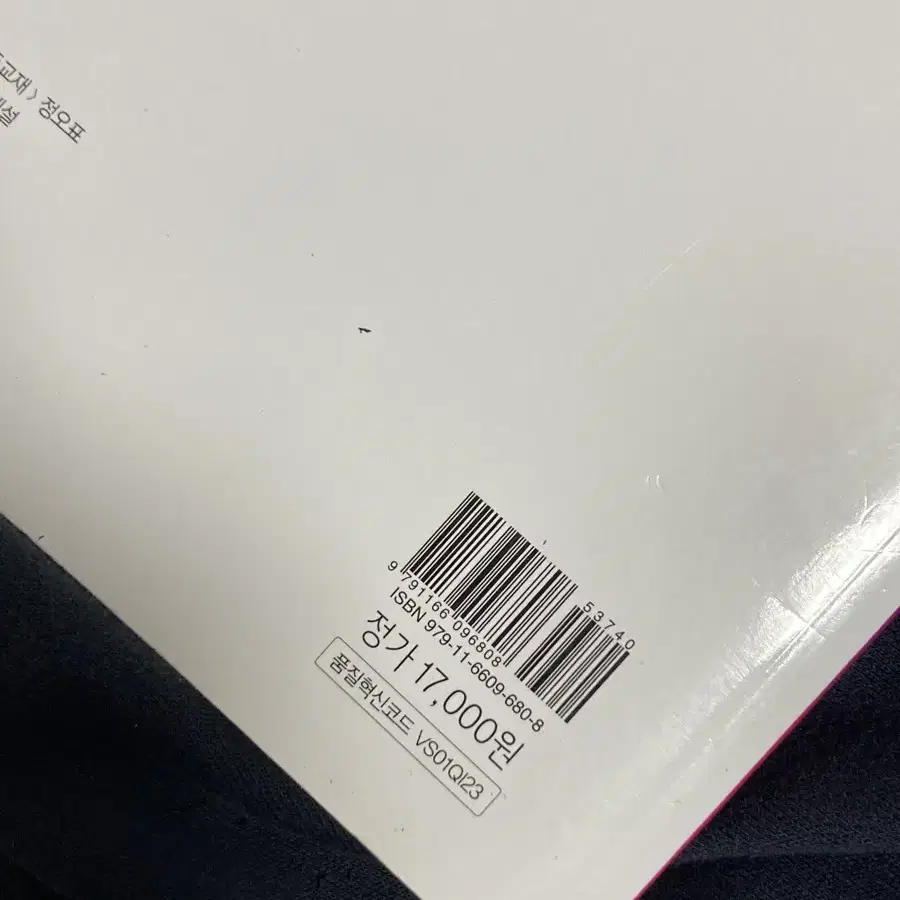 교재 > 정오표
53740
9 791166 096808
ISBN 979-11-6609-680-8
정가 17,000원
품질혁신코드 VS01QI23